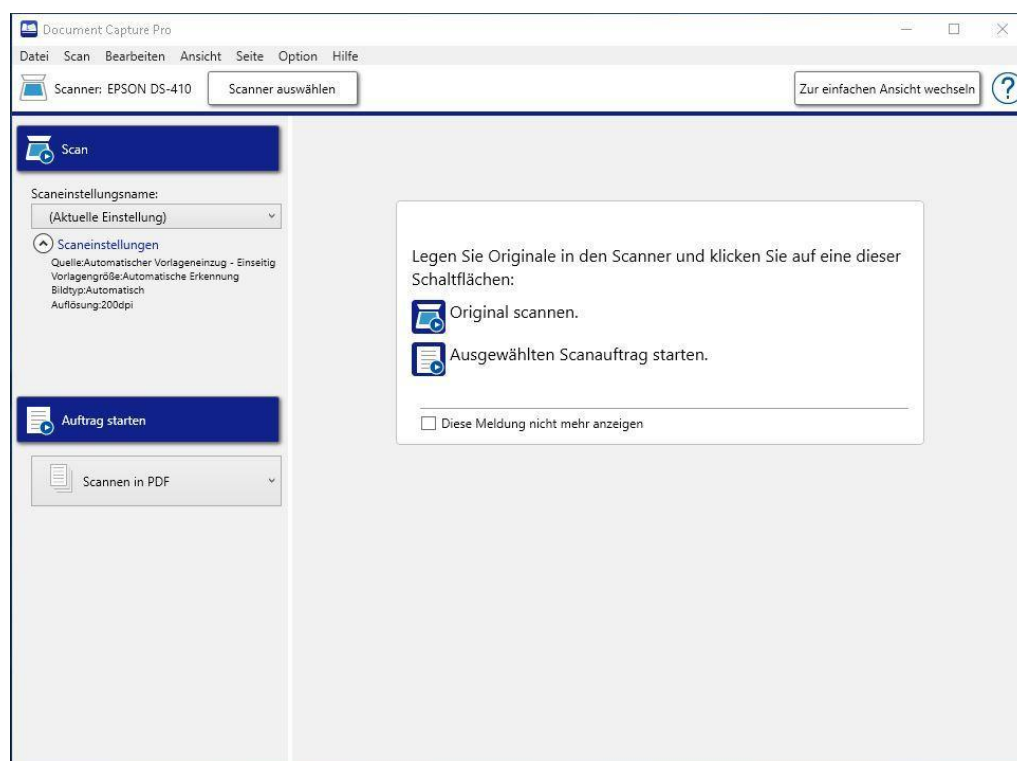 Document Capture Pro
Datei Scan Bearbeiten Ansicht Seite Option Hilfe
Scanner: EPSON DS-410 Scanner auswählen Zur einfachen Ansicht wechseln ?
Scan
Scaneinstellungsname:
(Aktuelle Einstellung)
Scaneinstellungen
Quelle:Automatischer Vorlageneinzug - Einseitig
Vorlagengröße:Automatische Erkennung
Bildtyp:Automatisch
Auflösung:200dpi
Legen Sie Originale in den Scanner und klicken Sie auf eine dieser
Schaltflächen:
Original scannen.
Ausgewählten Scanauftrag starten.
Diese Meldung nicht mehr anzeigen
Auftrag starten
Scannen in PDF